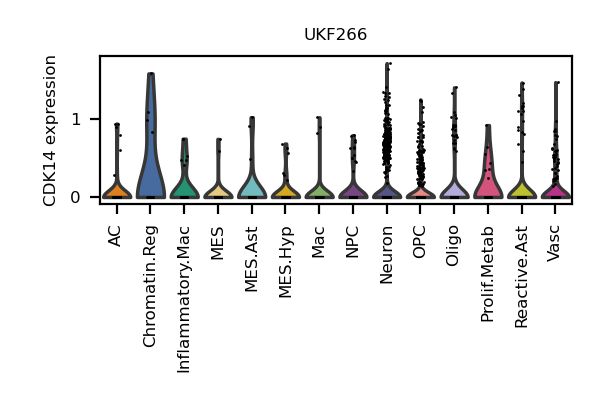 UKF266
CDK14 expression
1
0
AC
Chromatin.Reg
Inflammatory.Mac
MES
MES.Ast
MES.Hyp
Mac
NPC
Neuron
OPC
Oligo
Prolif.Metab
Reactive.Ast
Vasc